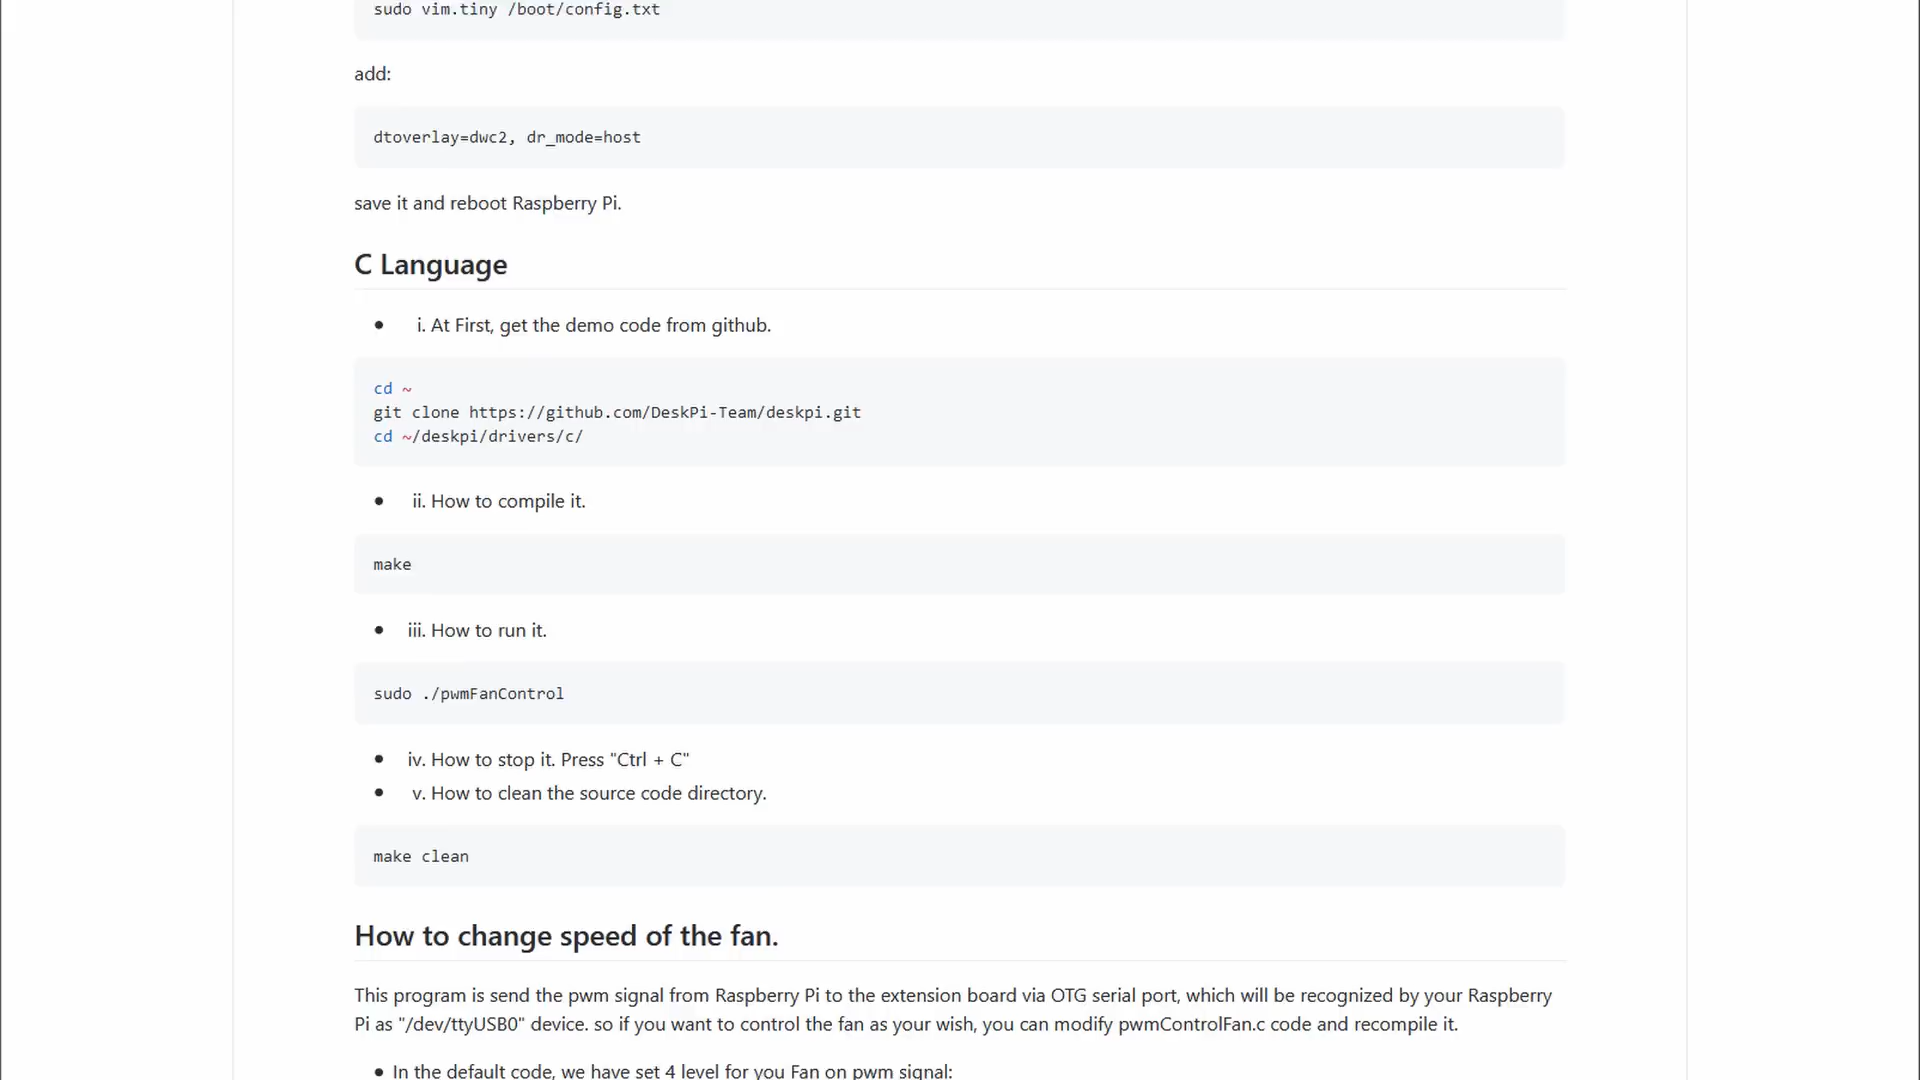 sudo vim.tiny /boot/config.txt
add:
dtoverlay=dwc2, dr_mode=host
save it and reboot Raspberry Pi.
C Language
i. At First, get the demo code from github.
cd ~
git clone https://github.com/DeskPi-Team/deskpi.git
cd ~/deskpi/drivers/c/
ii. How to compile it.
make
iii. How to run it.
sudo ./pwmFanControl
iv. How to stop it. Press "Ctrl + C"
v. How to clean the source code directory.
make clean
How to change speed of the fan.
This program is send the pwm signal from Raspberry Pi to the extension board via OTG serial port, which will be recognized by your Raspberry
Pi as "/dev/ttyUSB0" device. so if you want to control the fan as your wish, you can modify pwmControlFan.c code and recompile it.
In the default code, we have set 4 level for you Fan on pwm signal: